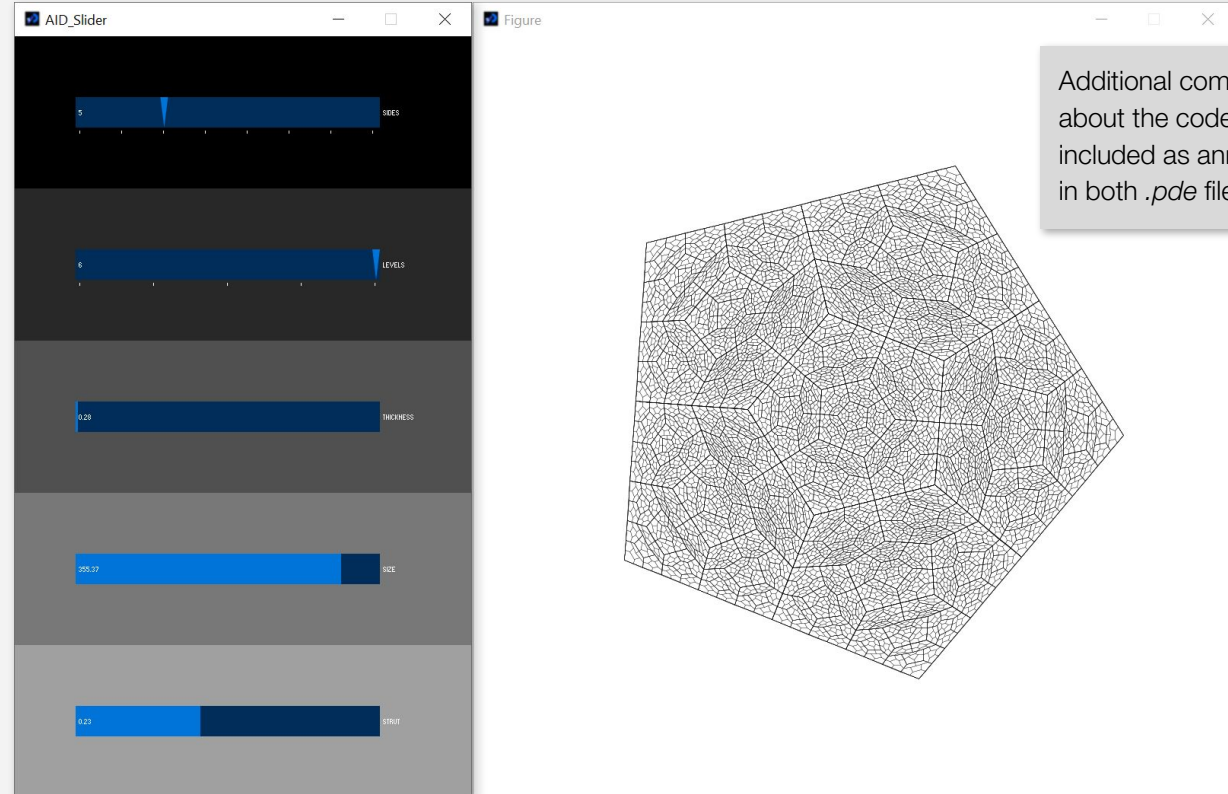 AID_Slider
5
SIDES
6
LEVELS
0.28
THICKNESS
355.37
SIZE
0.23
STRUT
Figure
Additional com
about the code
included as an
in both .pde file